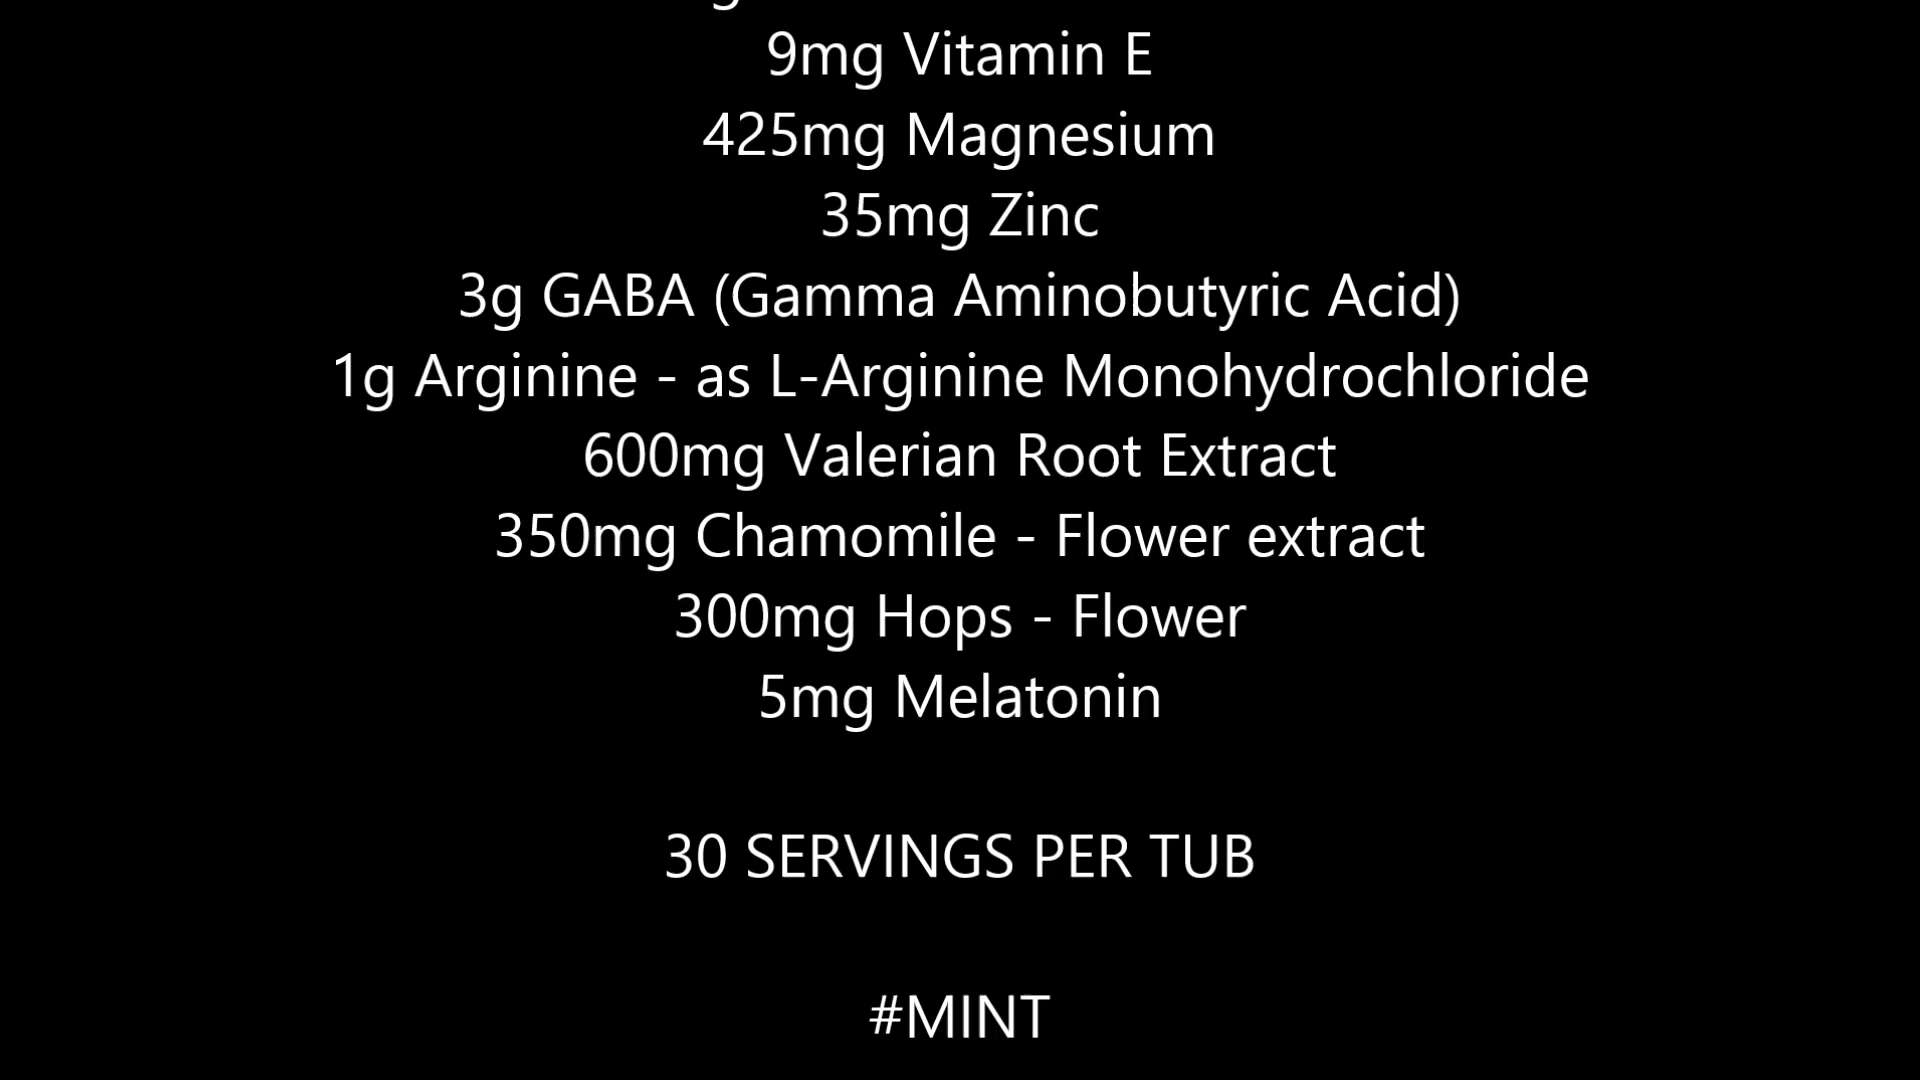 9mg Vitamin E
425mg Magnesium
35mg Zinc
3g GABA (Gamma Aminobutyric Acid)
1g Arginine - as L-Arginine Monohydrochloride
600mg Valerian Root Extract
350mg Chamomile - Flower extract
300mg Hops - Flower
5mg Melatonin
30 SERVINGS PER TUB
#MINT